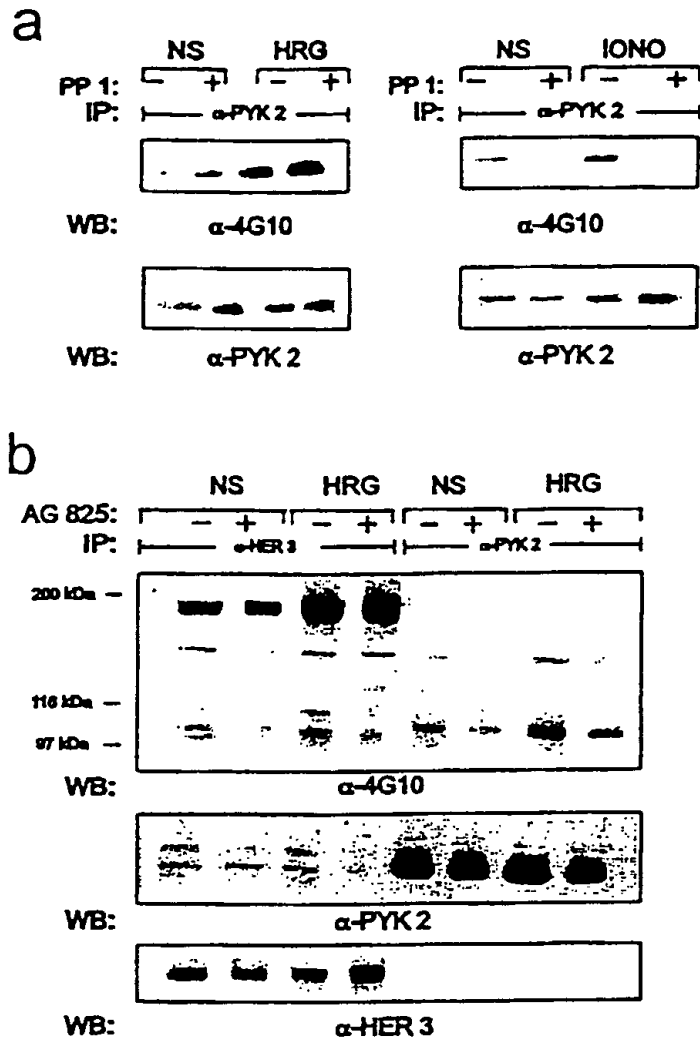 a
NS HRG NS IONO
PP 1: − + − + PP 1: − + − +
IP: α-PYK 2 IP: α-PYK 2
WB: α-4G10 α-4G10
WB: α-PYK 2 α-PYK 2
b
NS HRG NS HRG
AG 825: − + − + − + − +
IP: α-HER 3 α-PYK 2
200 kDa
116 kDa
97 kDa
WB: α-4G10
WB: α-PYK 2
WB: α-HER 3